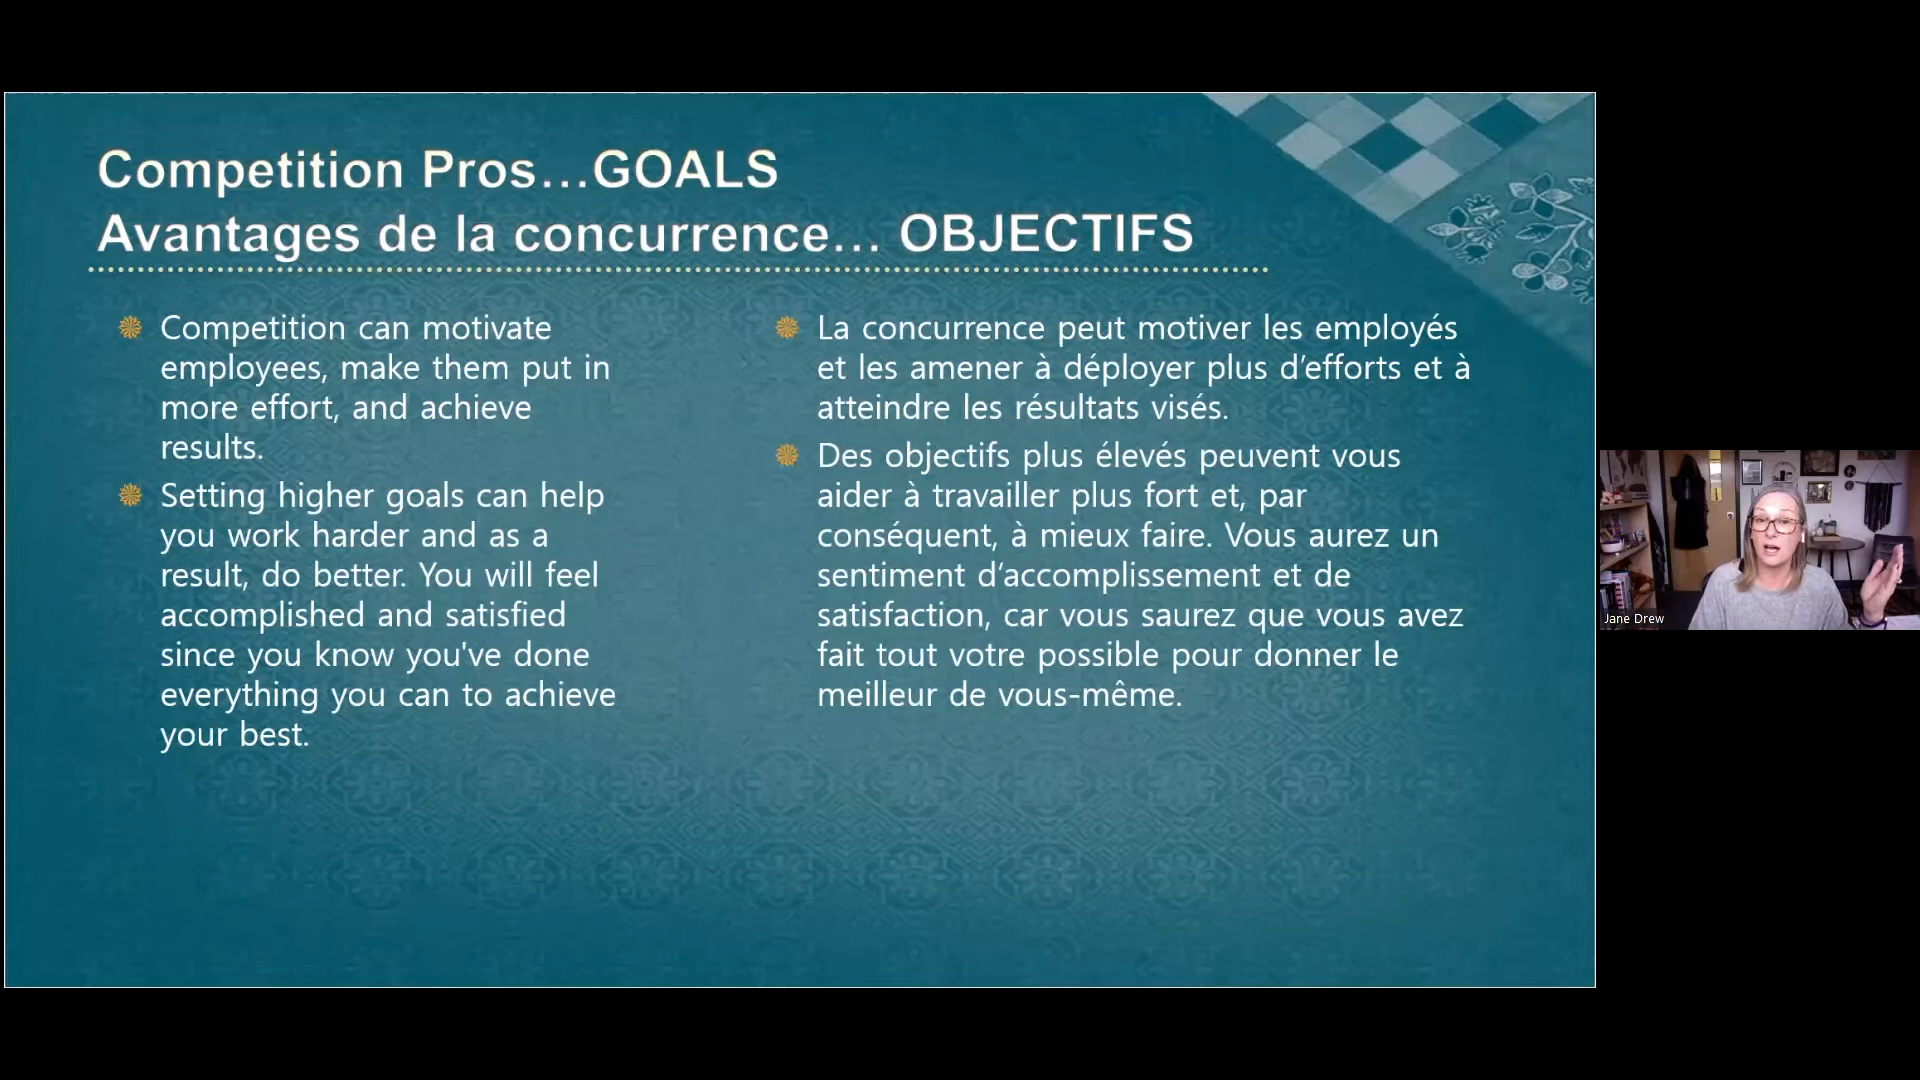 Competition Pros...GOALS
Avantages de la concurrence... OBJECTIFS
Competition can motivate
employees, make them put in
more effort, and achieve
results.
Setting higher goals can help
you work harder and as a
result, do better. You will feel
accomplished and satisfied
since you know you've done
everything you can to achieve
your best.
La concurrence peut motiver les employés
et les amener à déployer plus d’efforts et à
atteindre les résultats visés.
Des objectifs plus élevés peuvent vous
aider à travailler plus fort et, par
conséquent, à mieux faire. Vous aurez un
sentiment d‘accomplissement et de
satisfaction, car vous saurez que vous avez
fait tout votre possible pour donner le
meilleur de vous-même.
Jane Drew